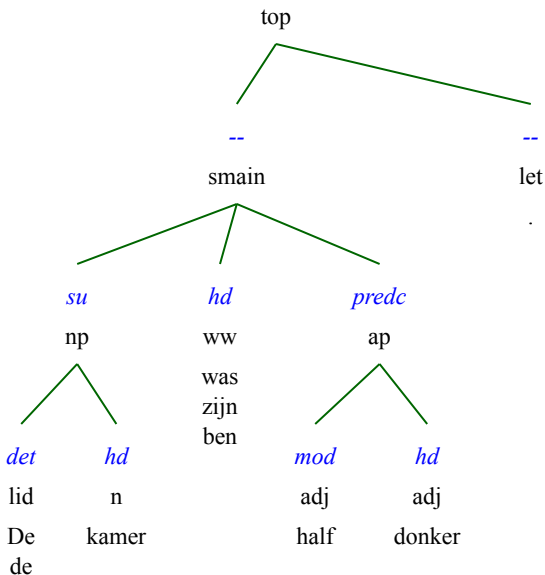 top
-- --
smain let
.
su hd predc
np ww ap
was
zijn
ben
det hd mod hd
lid n adj adj
De kamer half donker
de